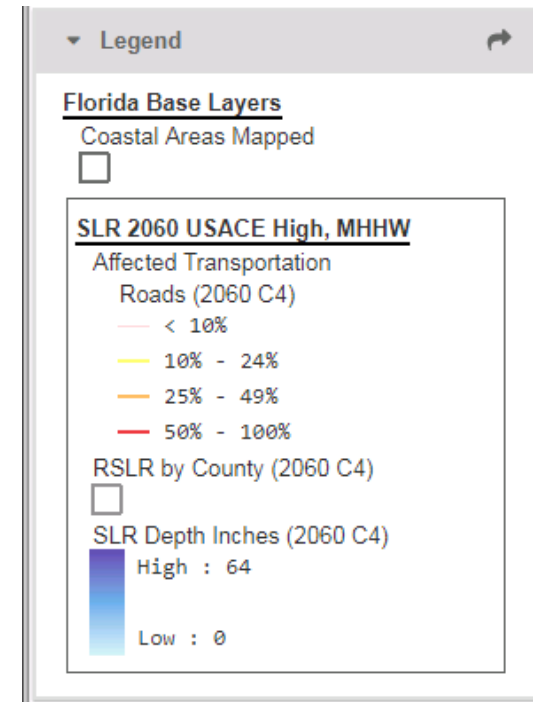 Legend
Florida Base Layers
Coastal Areas Mapped
SLR 2060 USACE High, MHHW
Affected Transportation
Roads (2060 C4)
< 10%
10% - 24%
25% - 49%
50% - 100%
RSLR by County (2060 C4)
SLR Depth Inches (2060 C4)
High : 64
Low : 0